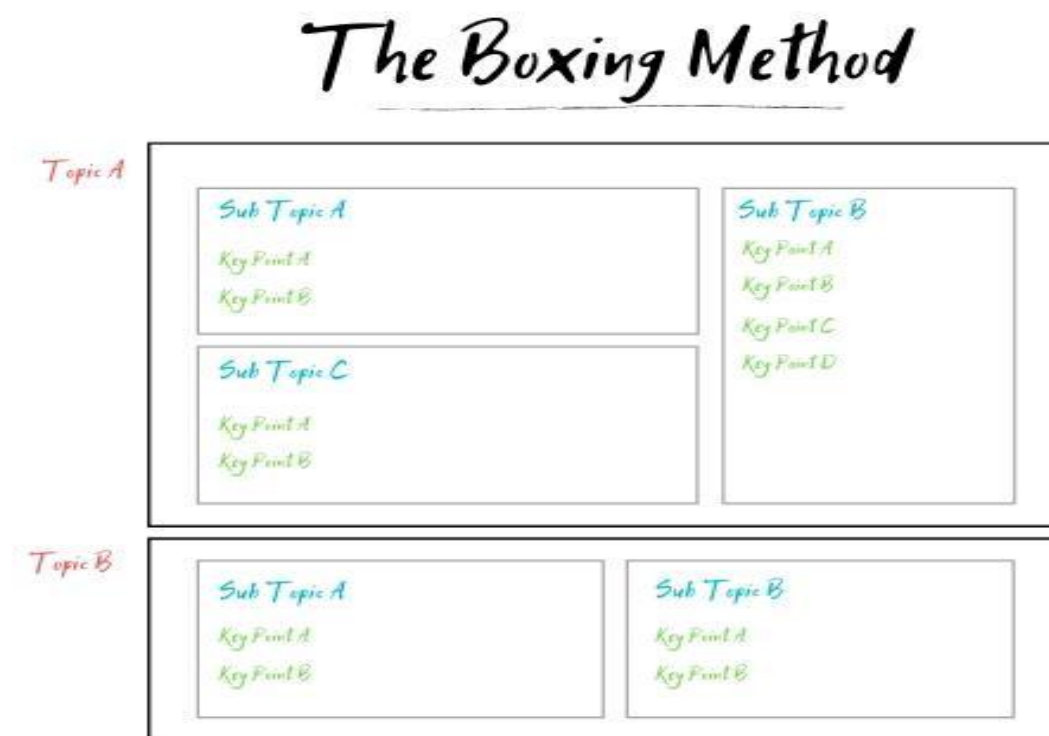 The Boxing Method
Topic A
Sub Topic A
Key Point A
Key Point B
Sub Topic B
Key Point A
Key Point B
Key Point C
Key Point D
Sub Topic C
Key Point A
Key Point B
Topic B
Sub Topic A
Key Point A
Key Point B
Sub Topic B
Key Point A
Key Point B